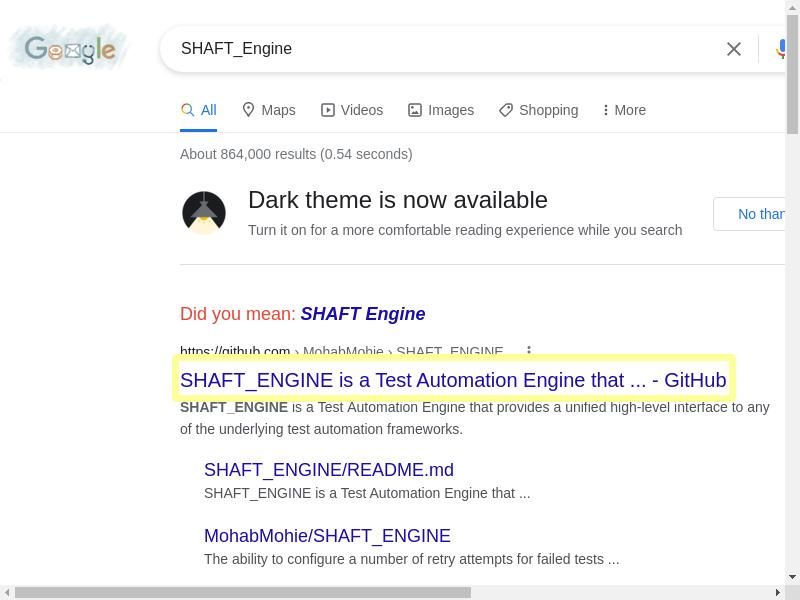 Google
SHAFT_Engine
All Maps Videos Images Shopping More
About 864,000 results (0.54 seconds)
Dark theme is now available
Turn it on for a more comfortable reading experience while you search
No
Did you mean: SHAFT Engine
https://github.com › MohabMohie › SHAFT_ENGINE
SHAFT_ENGINE is a Test Automation Engine that ... - GitHub
SHAFT_ENGINE is a Test Automation Engine that provides a unified high-level interface to any
of the underlying test automation frameworks.
SHAFT_ENGINE/README.md
SHAFT_ENGINE is a Test Automation Engine that ...
MohabMohie/SHAFT_ENGINE
The ability to configure a number of retry attempts for failed tests ...